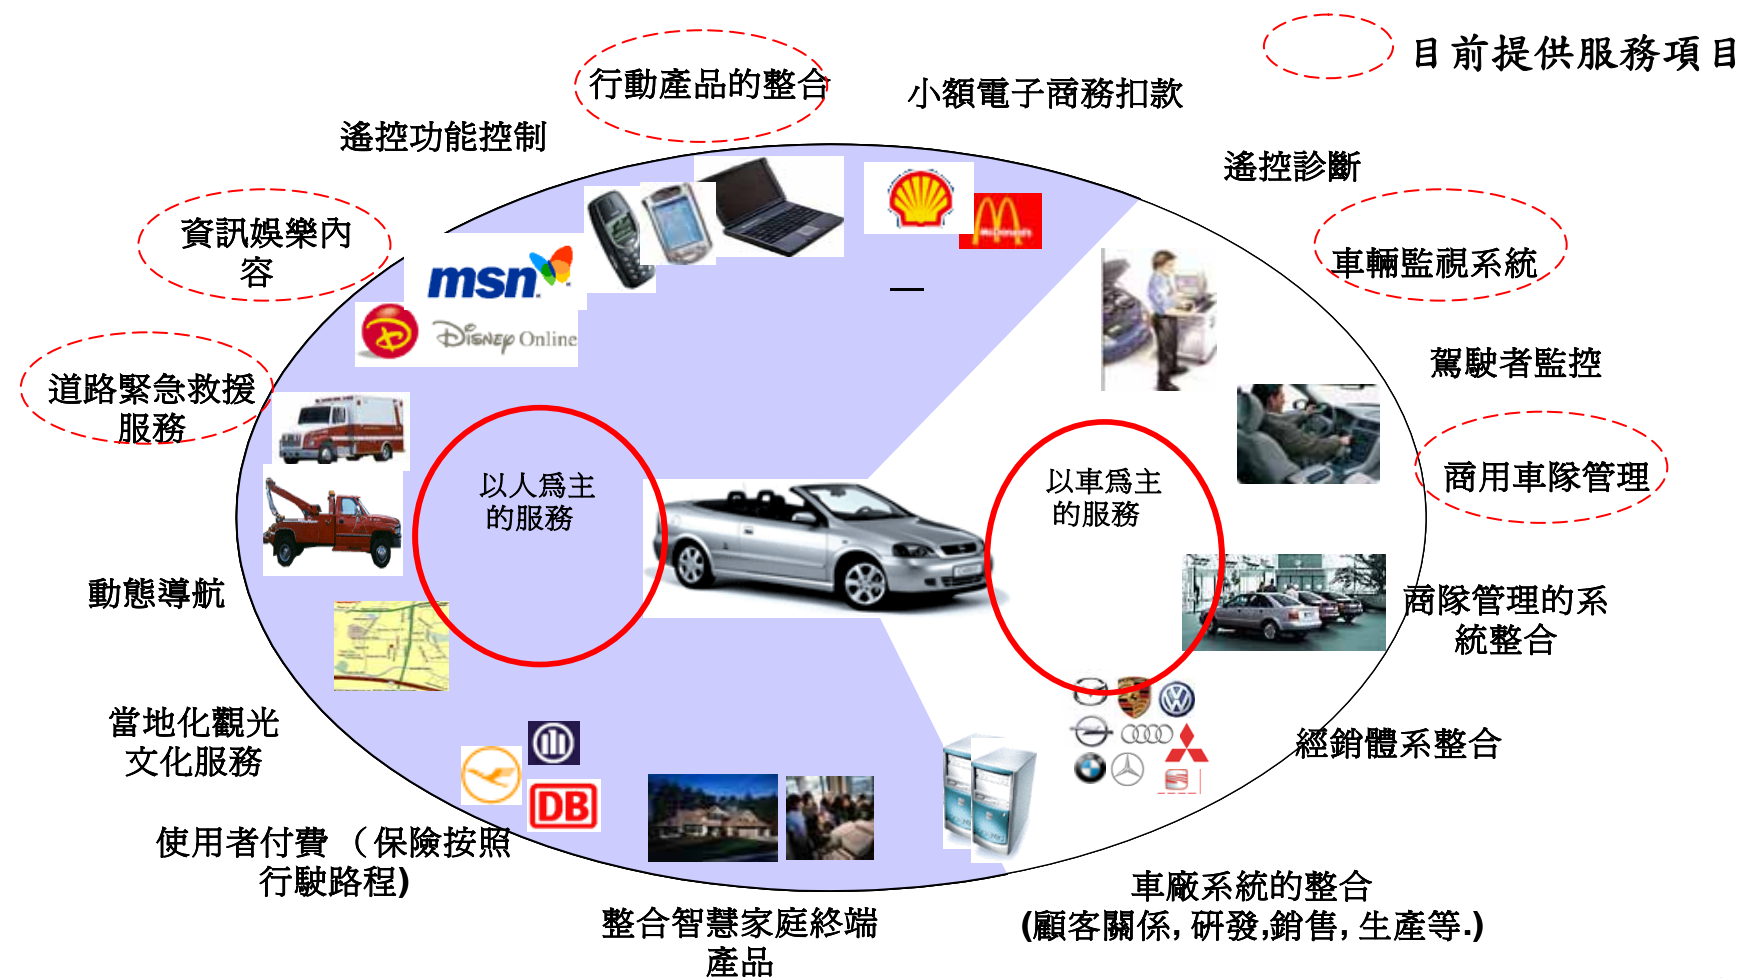 目前提供服務項目
行動產品的整合
小額電子商務扣款
遙控功能控制
遙控診斷
資訊娛樂內
容
車輛監視系統
msn
McDonald's
DISNEY Online
駕駛者監控
道路緊急救援
服務
以人為主
的服務
以車為主
的服務
商用車隊管理
動態導航
商隊管理的系
統整合
當地化觀光
文化服務
經銷體系整合
DB
使用者付費 （保險按照
行駛路程)
車廠系統的整合
(顧客關係, 研發,銷售, 生產等.)
整合智慧家庭終端
產品